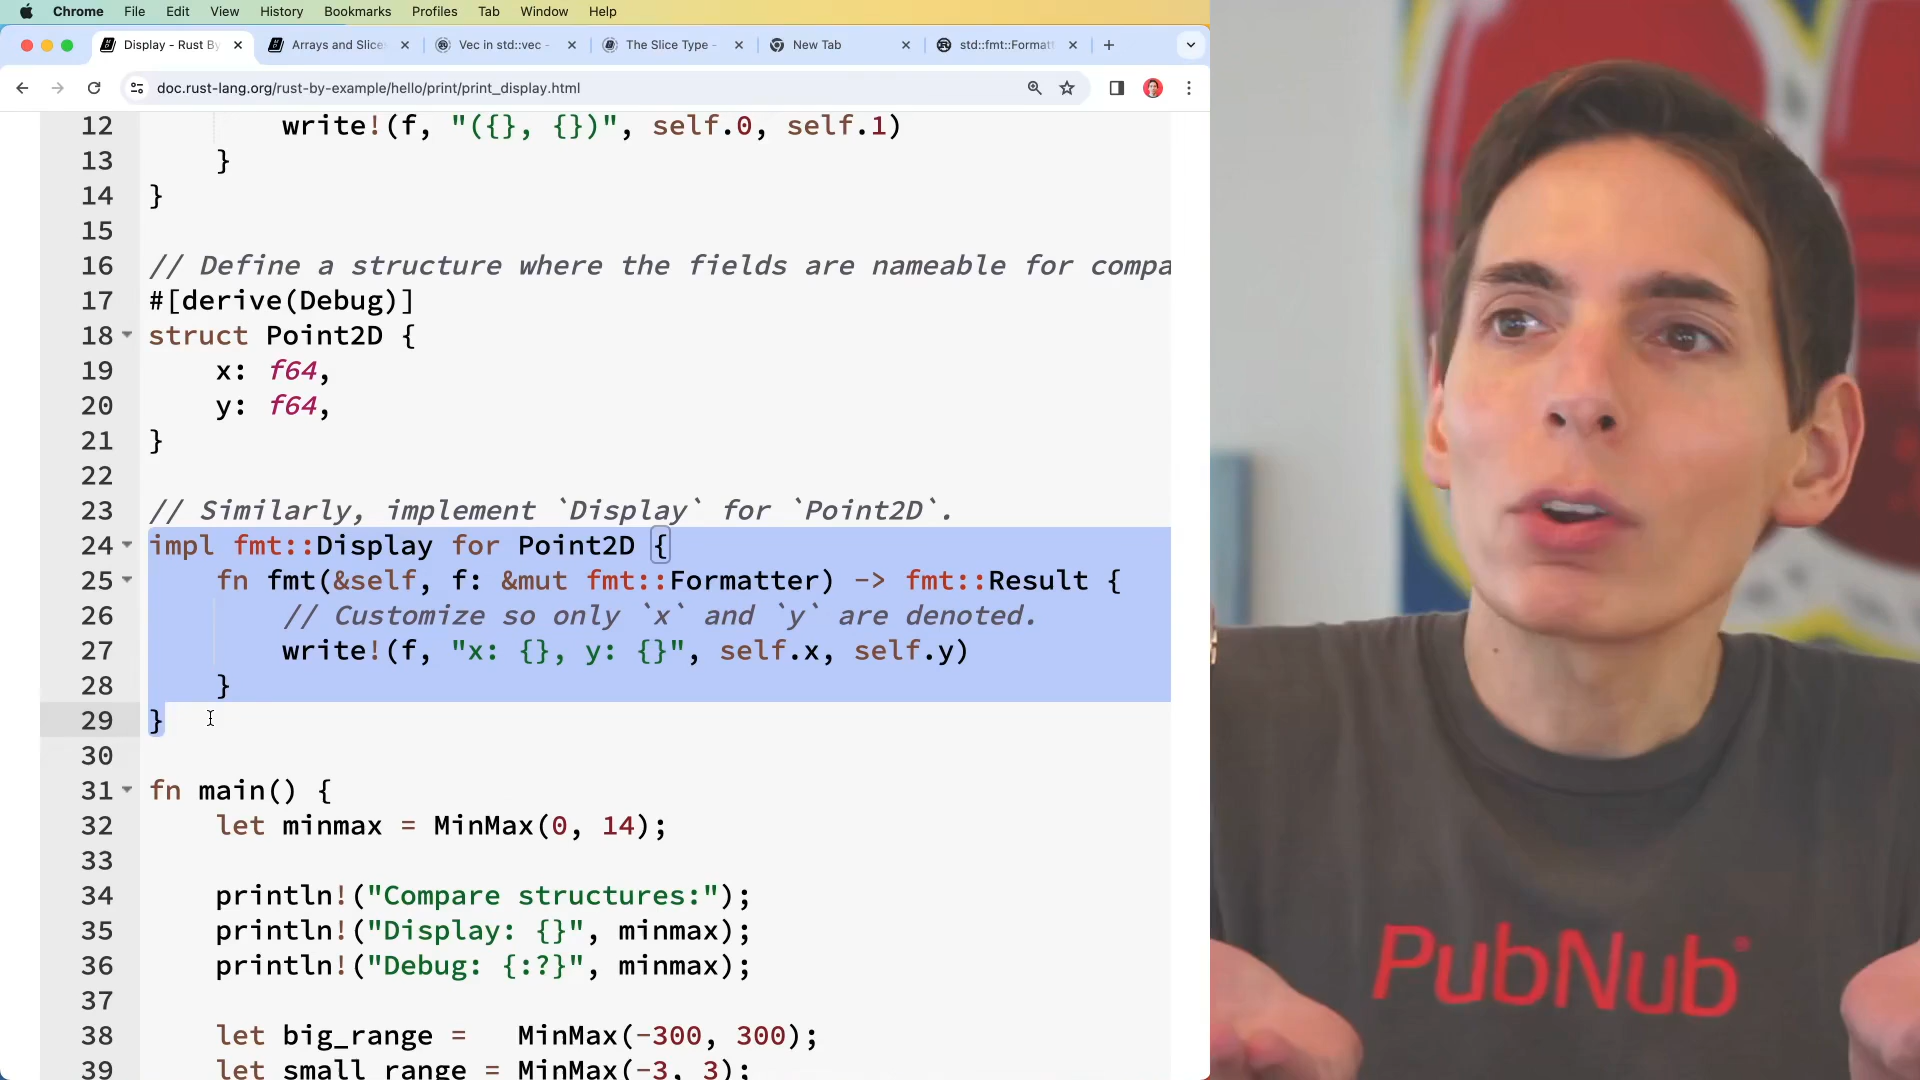 Chrome File Edit View History Bookmarks Profiles Tab Window Help
Display - Rust By
Arrays and Slices
Vec in std::vec -
The Slice Type -
New Tab
std::fmt::Formatt
doc.rust-lang.org/rust-by-example/hello/print/print_display.html
12 write!(f, "({}, {})", self.0, self.1)
13 }
14 }
15
16 // Define a structure where the fields are nameable for compa
17 #[derive(Debug)]
18 struct Point2D {
19 x: f64,
20 y: f64,
21 }
22
23 // Similarly, implement `Display` for `Point2D`.
24 impl fmt::Display for Point2D {
25 fn fmt(&self, f: &mut fmt::Formatter) -> fmt::Result {
26 // Customize so only `x` and `y` are denoted.
27 write!(f, "x: {}, y: {}", self.x, self.y)
28 }
29 }
30
31 fn main() {
32 let minmax = MinMax(0, 14);
33
34 println!("Compare structures:");
35 println!("Display: {}", minmax);
36 println!("Debug: {:?}", minmax);
37
38 let big_range = MinMax(-300, 300);
39 let small_range = MinMax(-3, 3);
PubNub